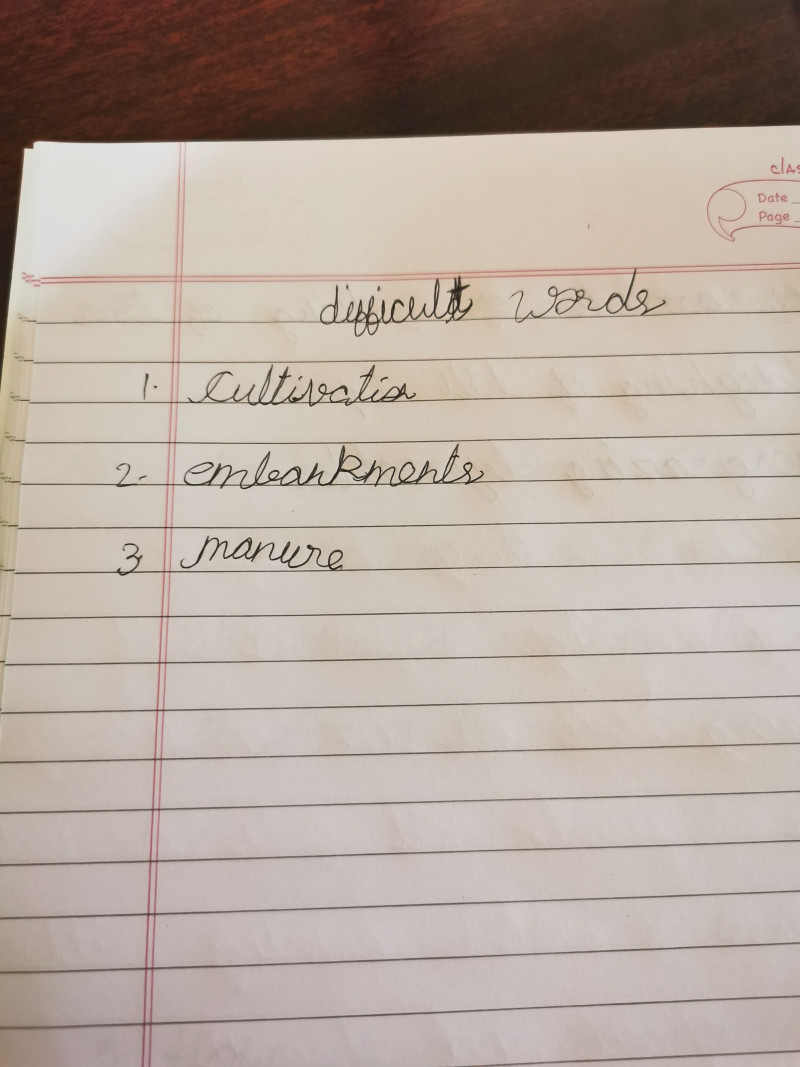 Date
Page
difficult words
1. Cultivation
2- embankments
3 manure